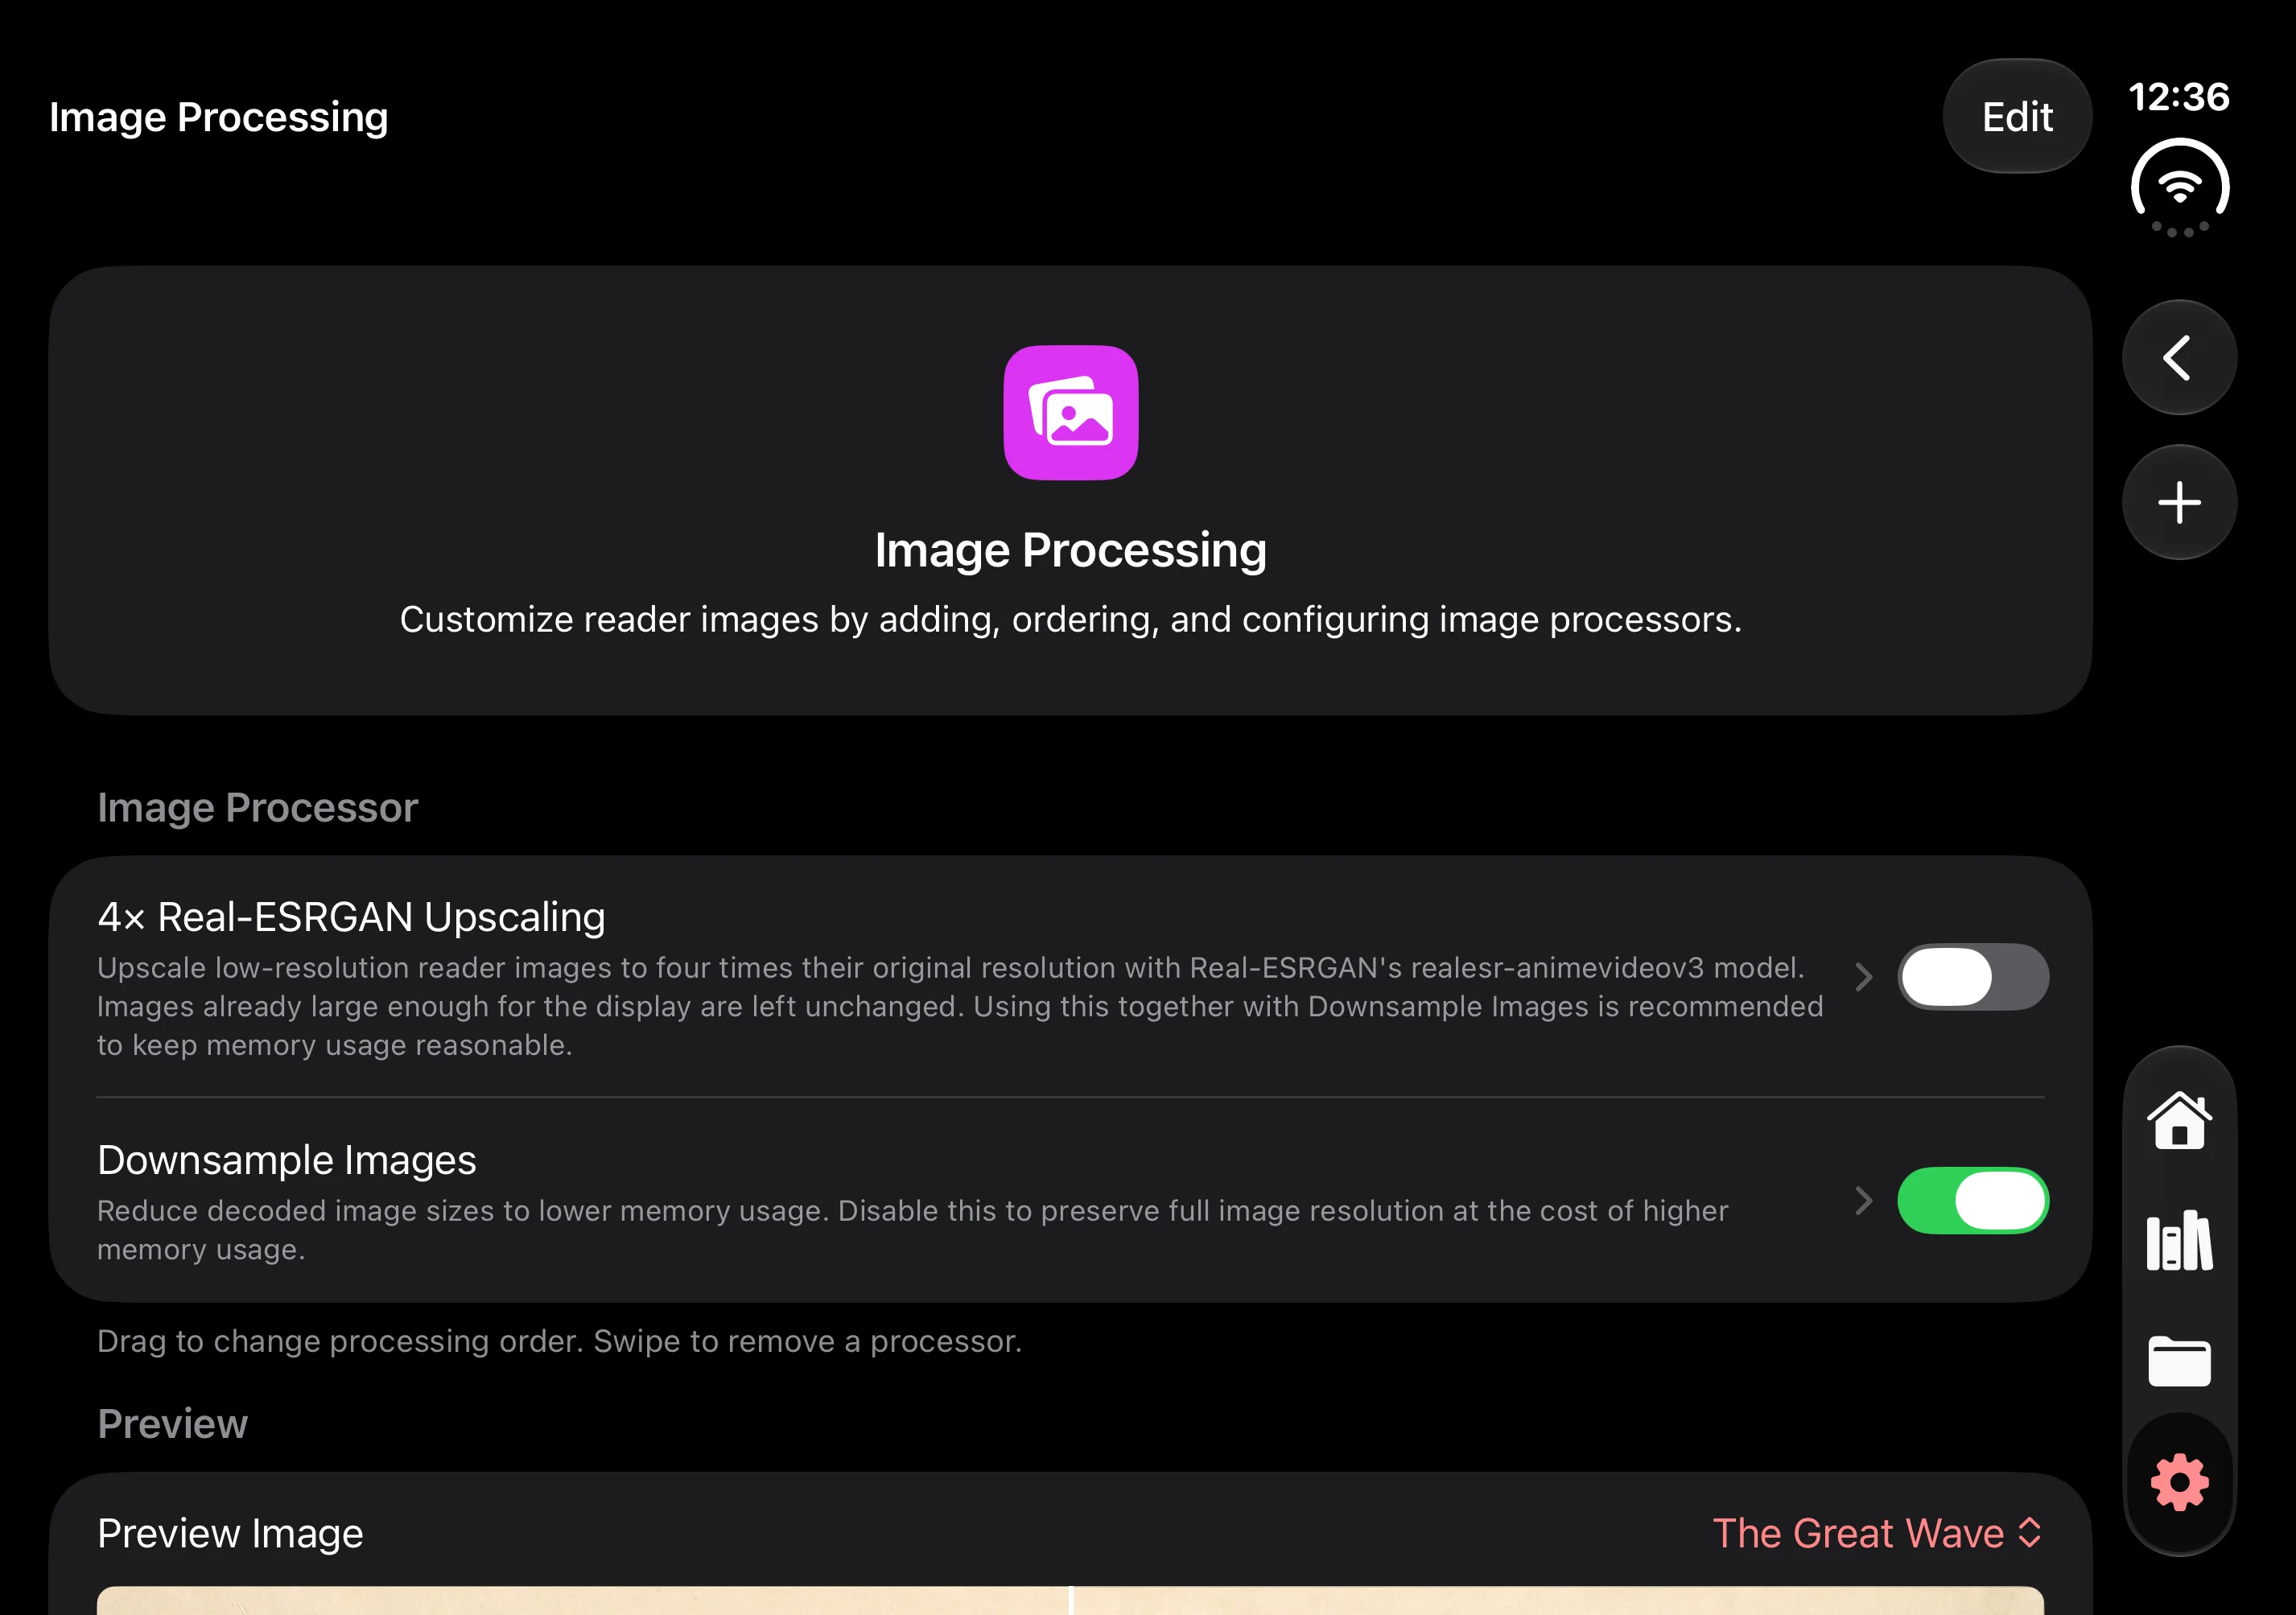 Image Processing
Edit
12:36
Image Processing
Customize reader images by adding, ordering, and configuring image processors.
Image Processor
4× Real-ESRGAN Upscaling
Upscale low-resolution reader images to four times their original resolution with Real-ESRGAN's realesr-animevideov3 model.
Images already large enough for the display are left unchanged. Using this together with Downsample Images is recommended
to keep memory usage reasonable.
Downsample Images
Reduce decoded image sizes to lower memory usage. Disable this to preserve full image resolution at the cost of higher
memory usage.
Drag to change processing order. Swipe to remove a processor.
Preview
Preview Image
The Great Wave